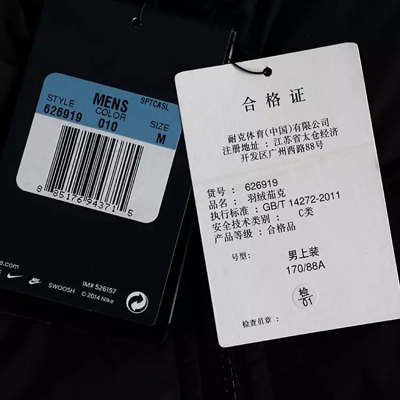 STYLE
626919
MENS
COLOR
010
SPTCASL
SIZE
M
8 85176 94371 5
IM# 526157
SWOOSH © 2014 Nike
合格证
耐克体育(中国)有限公司
注册地址：江苏省太仓经济
开发区广州西路88号
货号： 626919
品名： 羽绒茄克
执行标准：GB/T 14272-2011
安全技术类别： C类
产品等级：合格品
号型： 男上装
170/88A
检
01
检查员章：